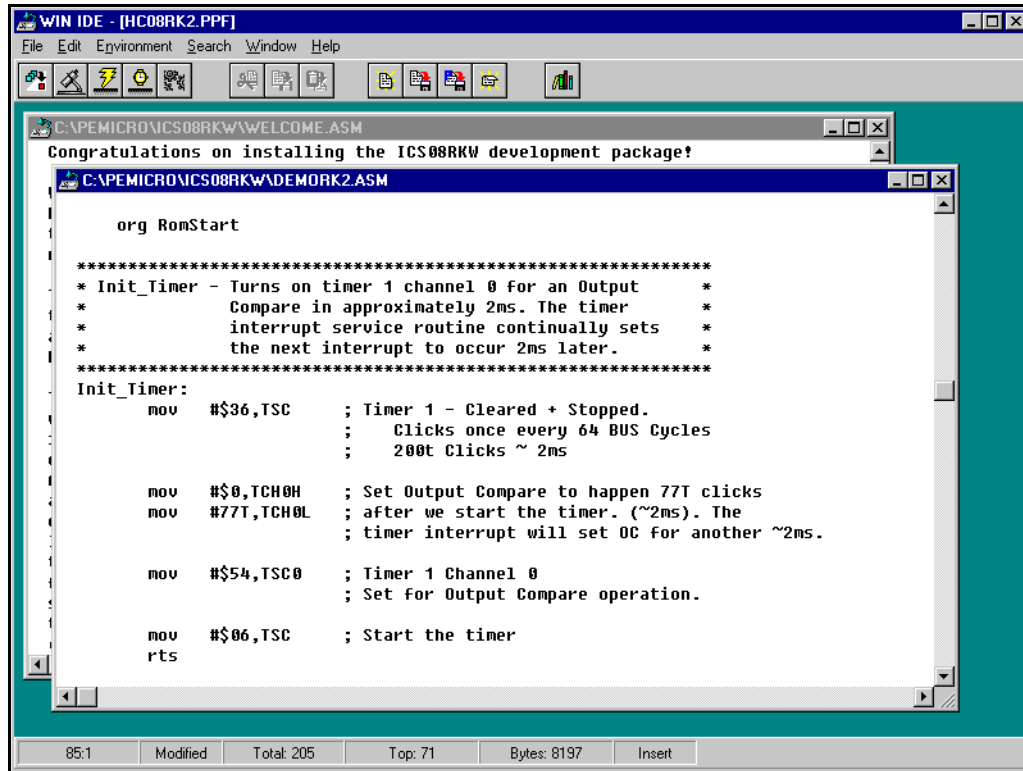 WIN IDE - [HC08RK2.PPF]
File Edit Environment Search Window Help
C:\PEMICRO\ICS08RKW\WELCOME.ASM
Congratulations on installing the ICS08RKW development package!
C:\PEMICRO\ICS08RKW\DEMORK2.ASM
org RomStart
**************************************************************
* Init_Timer - Turns on timer 1 channel 0 for an Output *
* Compare in approximately 2ms. The timer *
* interrupt service routine continually sets *
* the next interrupt to occur 2ms later. *
**************************************************************
Init_Timer:
mov #$36,TSC ; Timer 1 - Cleared + Stopped.
; Clicks once every 64 BUS Cycles
; 200t Clicks ~ 2ms
mov #$0,TCH0H ; Set Output Compare to happen 77T clicks
mov #77T,TCH0L ; after we start the timer. (~2ms). The
; timer interrupt will set OC for another ~2ms.
mov #$54,TSC0 ; Timer 1 Channel 0
; Set for Output Compare operation.
mov #$06,TSC ; Start the timer
rts
85:1 Modified Total: 205 Top: 71 Bytes: 8197 Insert